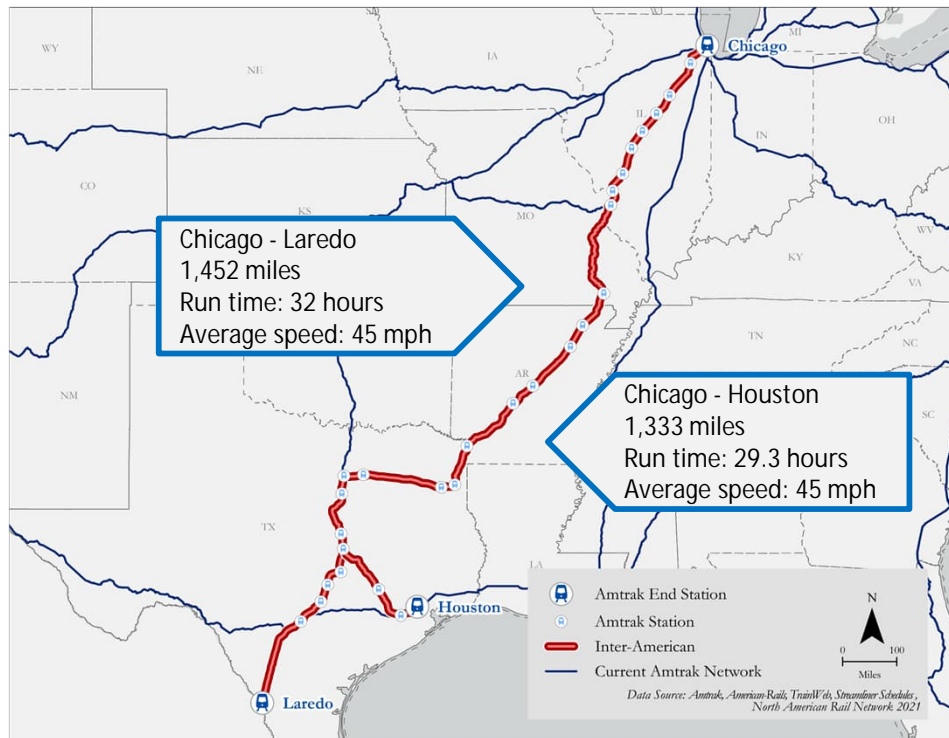 Chicago
WY
IA
MI
NE
IL
IN
OH
CO
KS
MO
WV
KY
VA
Chicago - Laredo
1,452 miles
Run time: 32 hours
Average speed: 45 mph
TN
NC
NM
AR
SC
Chicago - Houston
1,333 miles
Run time: 29.3 hours
Average speed: 45 mph
TX
LA
Houston
Laredo
Amtrak End Station
Amtrak Station
Inter-American
Current Amtrak Network
N
0 100
Miles
Data Source: Amtrak, American-Rails, TrainWeb, Streamliner Schedules,
North American Rail Network 2021